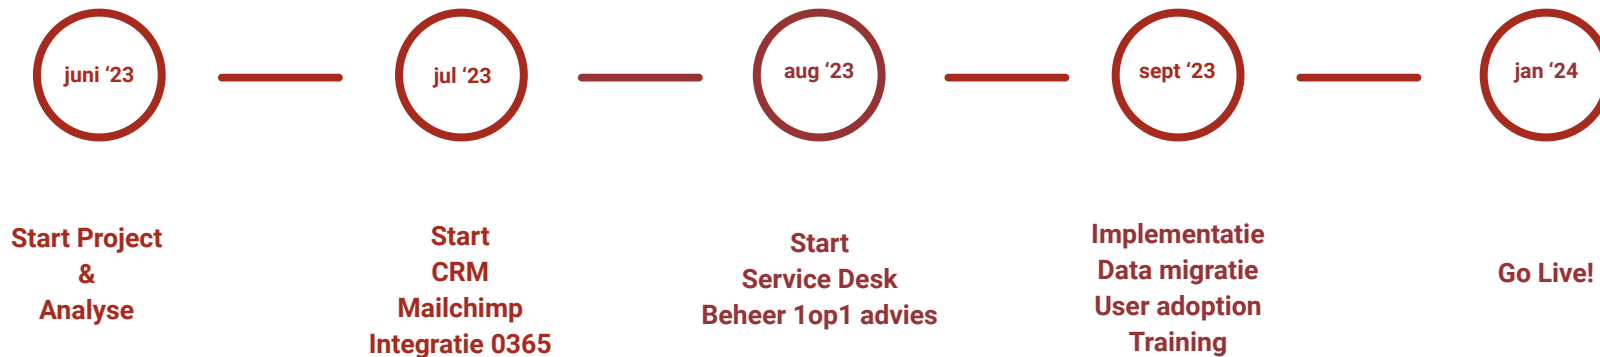 juni ‘23
jul ‘23
aug ‘23
sept ‘23
jan ‘24
Start Project
&
Analyse
Start
CRM
Mailchimp
Integratie 0365
Start
Service Desk
Beheer 1op1 advies
Implementatie
Data migratie
User adoption
Training
Go Live!